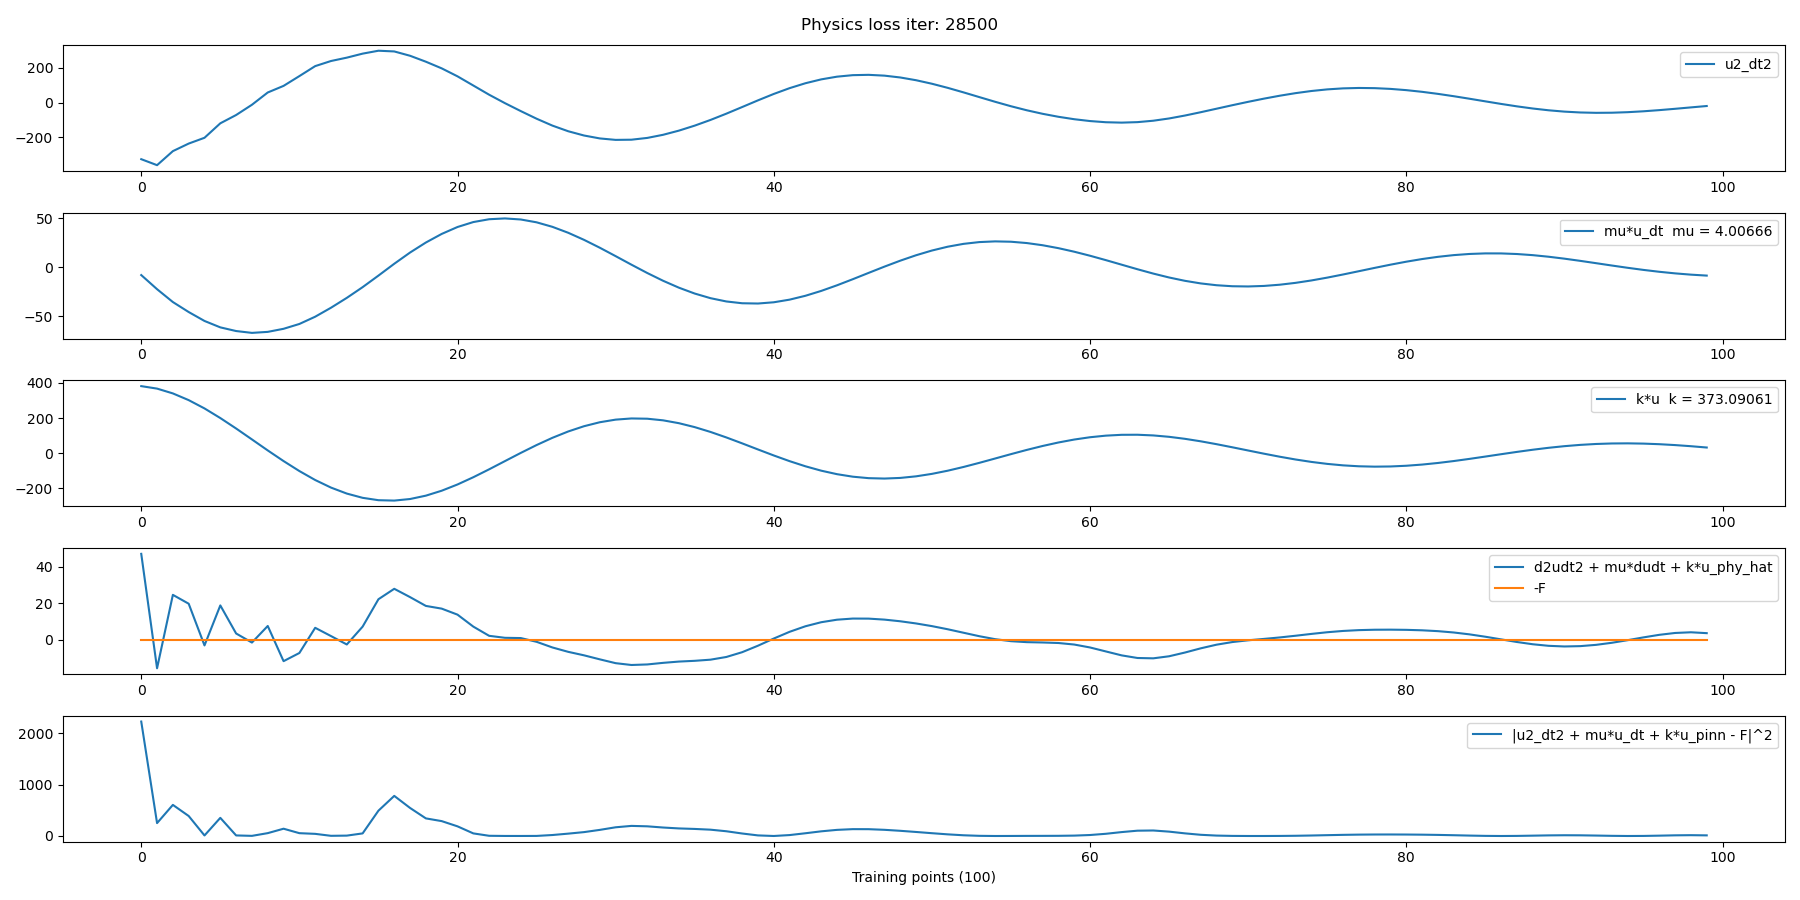 Physics loss iter: 28500
u2_dt2
200
0
−200
0 20 40 60 80 100
mu*u_dt  mu = 4.00666
50
0
−50
0 20 40 60 80 100
k*u  k = 373.09061
400
200
0
−200
0 20 40 60 80 100
d2udt2 + mu*dudt + k*u_phy_hat
-F
40
20
0
0 20 40 60 80 100
|u2_dt2 + mu*u_dt + k*u_pinn - F|^2
2000
1000
0
0 20 40 60 80 100
Training points (100)